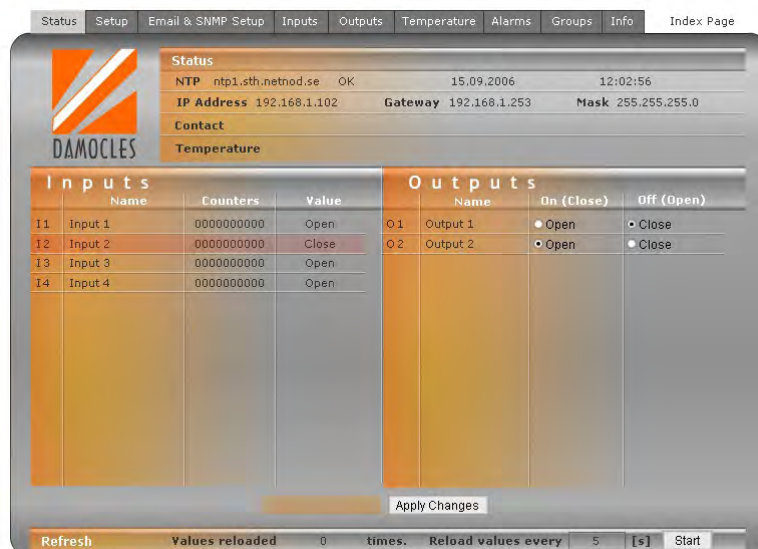 Status Setup Email & SNMP Setup Inputs Outputs Temperature Alarms Groups Info Index Page
DAMOCLES
Status
NTP ntp1.sth.netnod.se OK 15.09.2006 12:02:56
IP Address 192.168.1.102 Gateway 192.168.1.253 Mask 255.255.255.0
Contact
Temperature
Inputs
Name Counters Value
I1 Input 1 0000000000 Open
I2 Input 2 0000000000 Close
I3 Input 3 0000000000 Open
I4 Input 4 0000000000 Open
Outputs
Name On (Close) Off (Open)
O1 Output 1 Open Close
O2 Output 2 Open Close
Apply Changes
Refresh Values reloaded 0 times. Reload values every 5 [s] Start